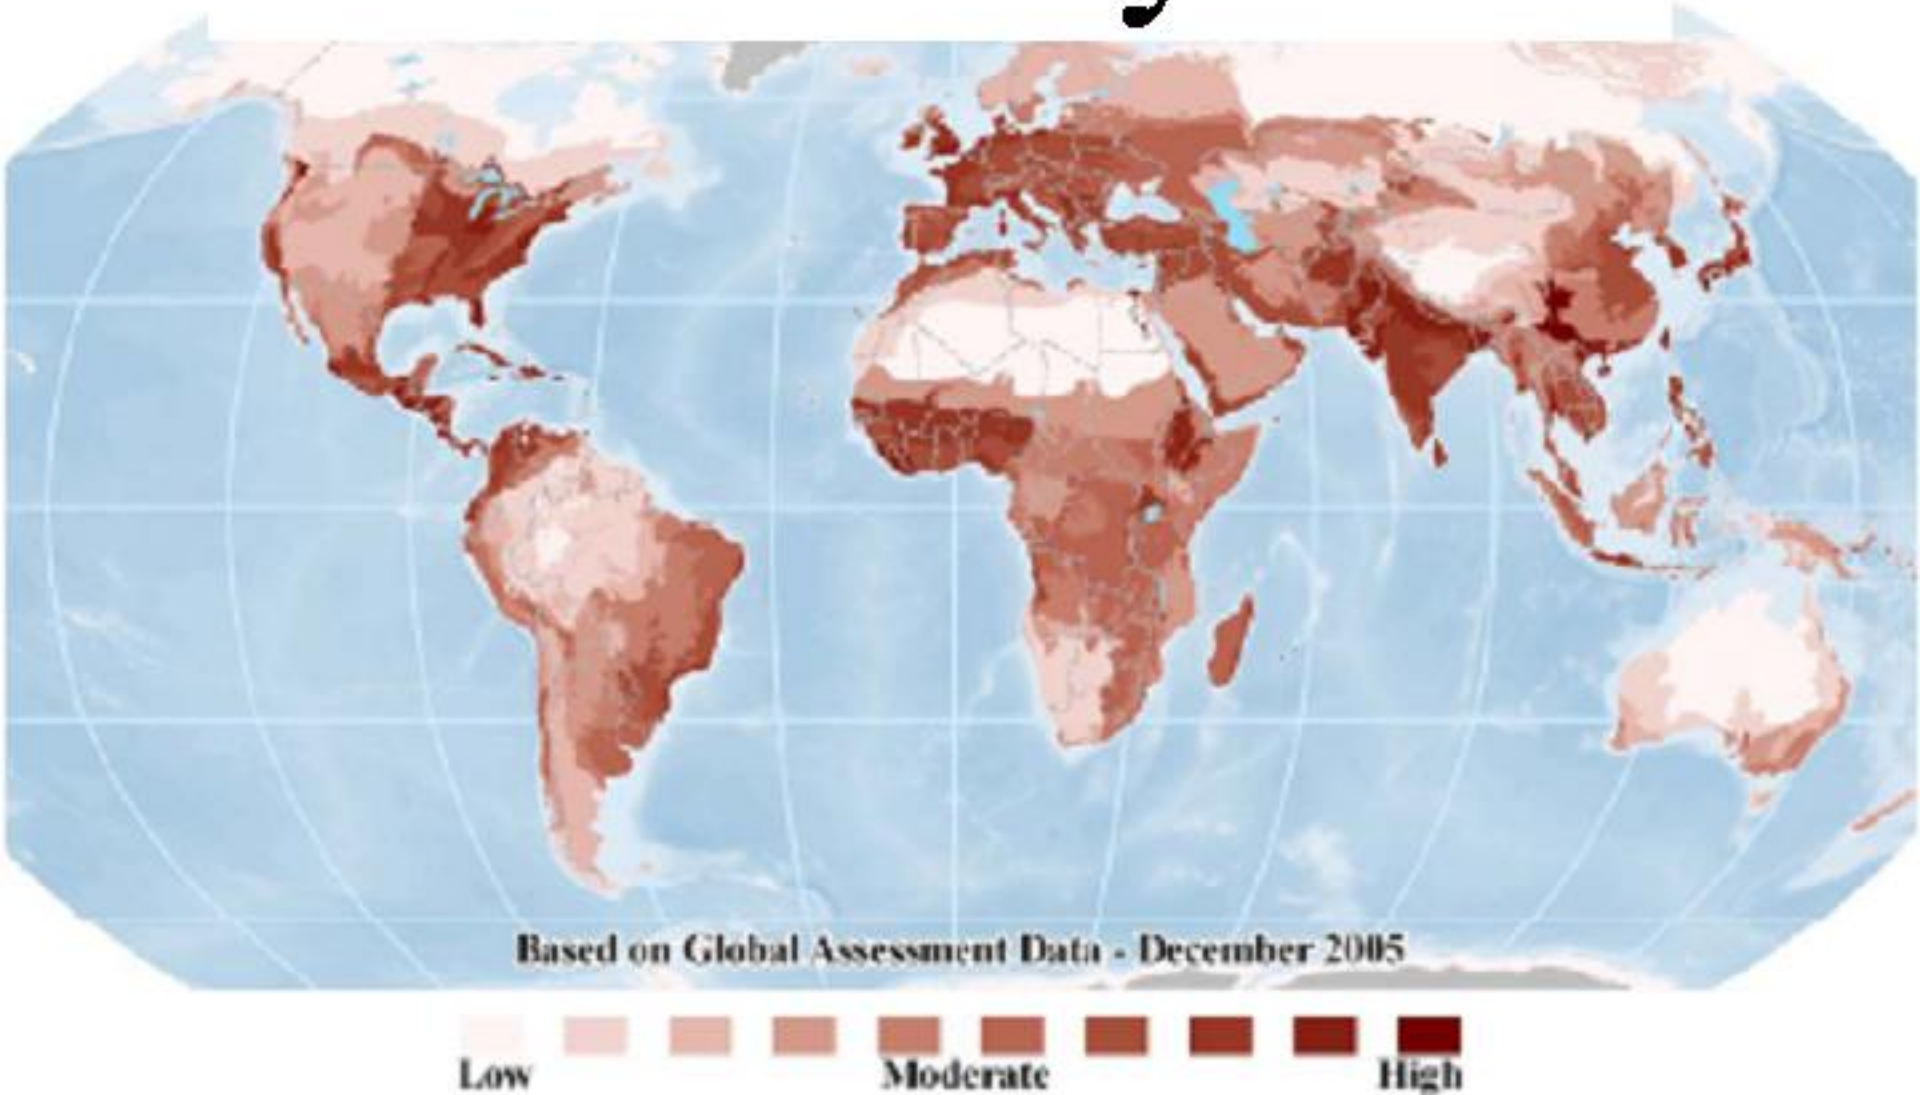 Based on Global Assessment Data - December 2005
Low Moderate High